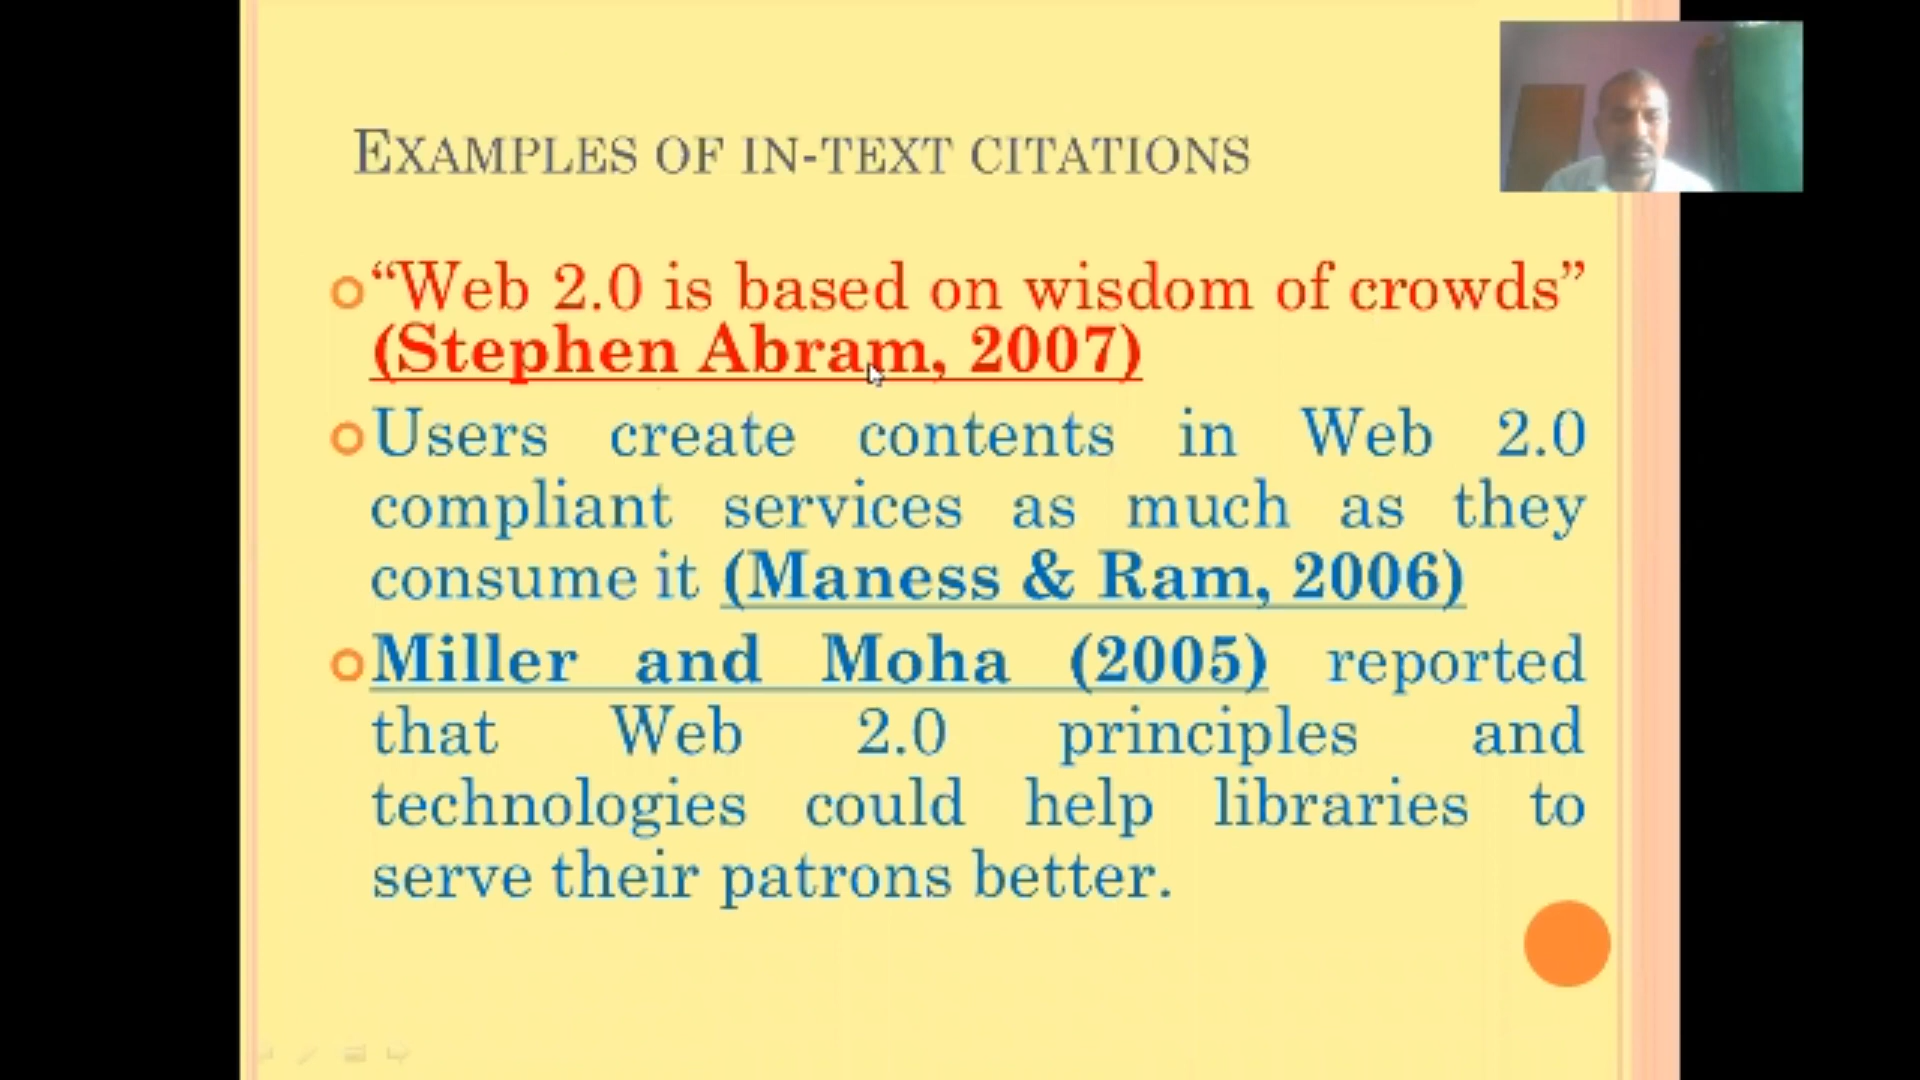 EXAMPLES OF IN-TEXT CITATIONS
“Web 2.0 is based on wisdom of crowds”
(Stephen Abram, 2007)
Users create contents in Web 2.0
compliant services as much as they
consume it (Maness & Ram, 2006)
Miller and Moha (2005) reported
that Web 2.0 principles and
technologies could help libraries to
serve their patrons better.